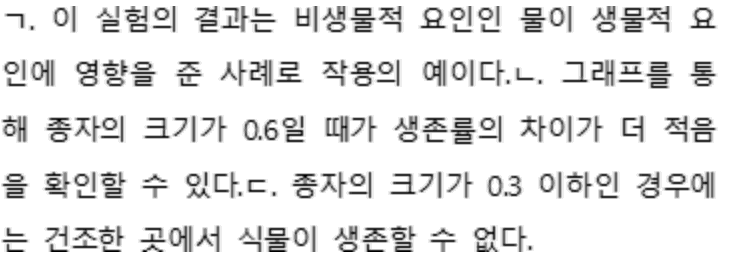 ㄱ. 이 실험의 결과는 비생물적 요인인 물이 생물적 요
인에 영향을 준 사례로 작용의 예이다.ㄴ. 그래프를 통
해 종자의 크기가 0.6일 때가 생존률의 차이가 더 적음
을 확인할 수 있다.ㄷ. 종자의 크기가 0.3 이하인 경우에
는 건조한 곳에서 식물이 생존할 수 없다.